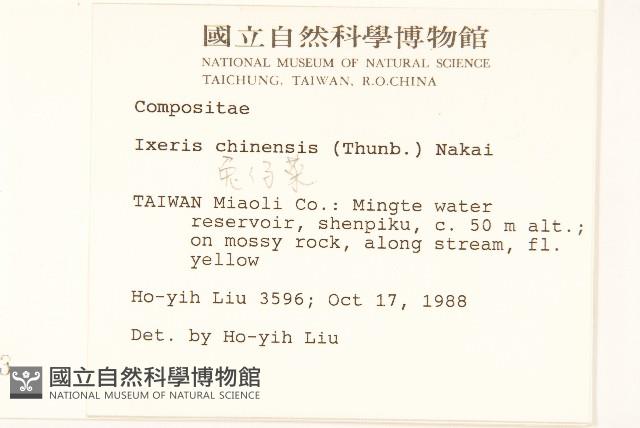 國立自然科學博物館
NATIONAL MUSEUM OF NATURAL SCIENCE
TAICHUNG, TAIWAN, R.O.CHINA
Compositae
Ixeris chinensis (Thunb.) Nakai
兔仔菜
TAIWAN Miaoli Co.: Mingte water
reservoir, shenpiku, c. 50 m alt.;
on mossy rock, along stream, fl.
yellow
Ho-yih Liu 3596; Oct 17, 1988
Det. by Ho-yih Liu
3
國立自然科學博物館
NATIONAL MUSEUM OF NATURAL SCIENCE